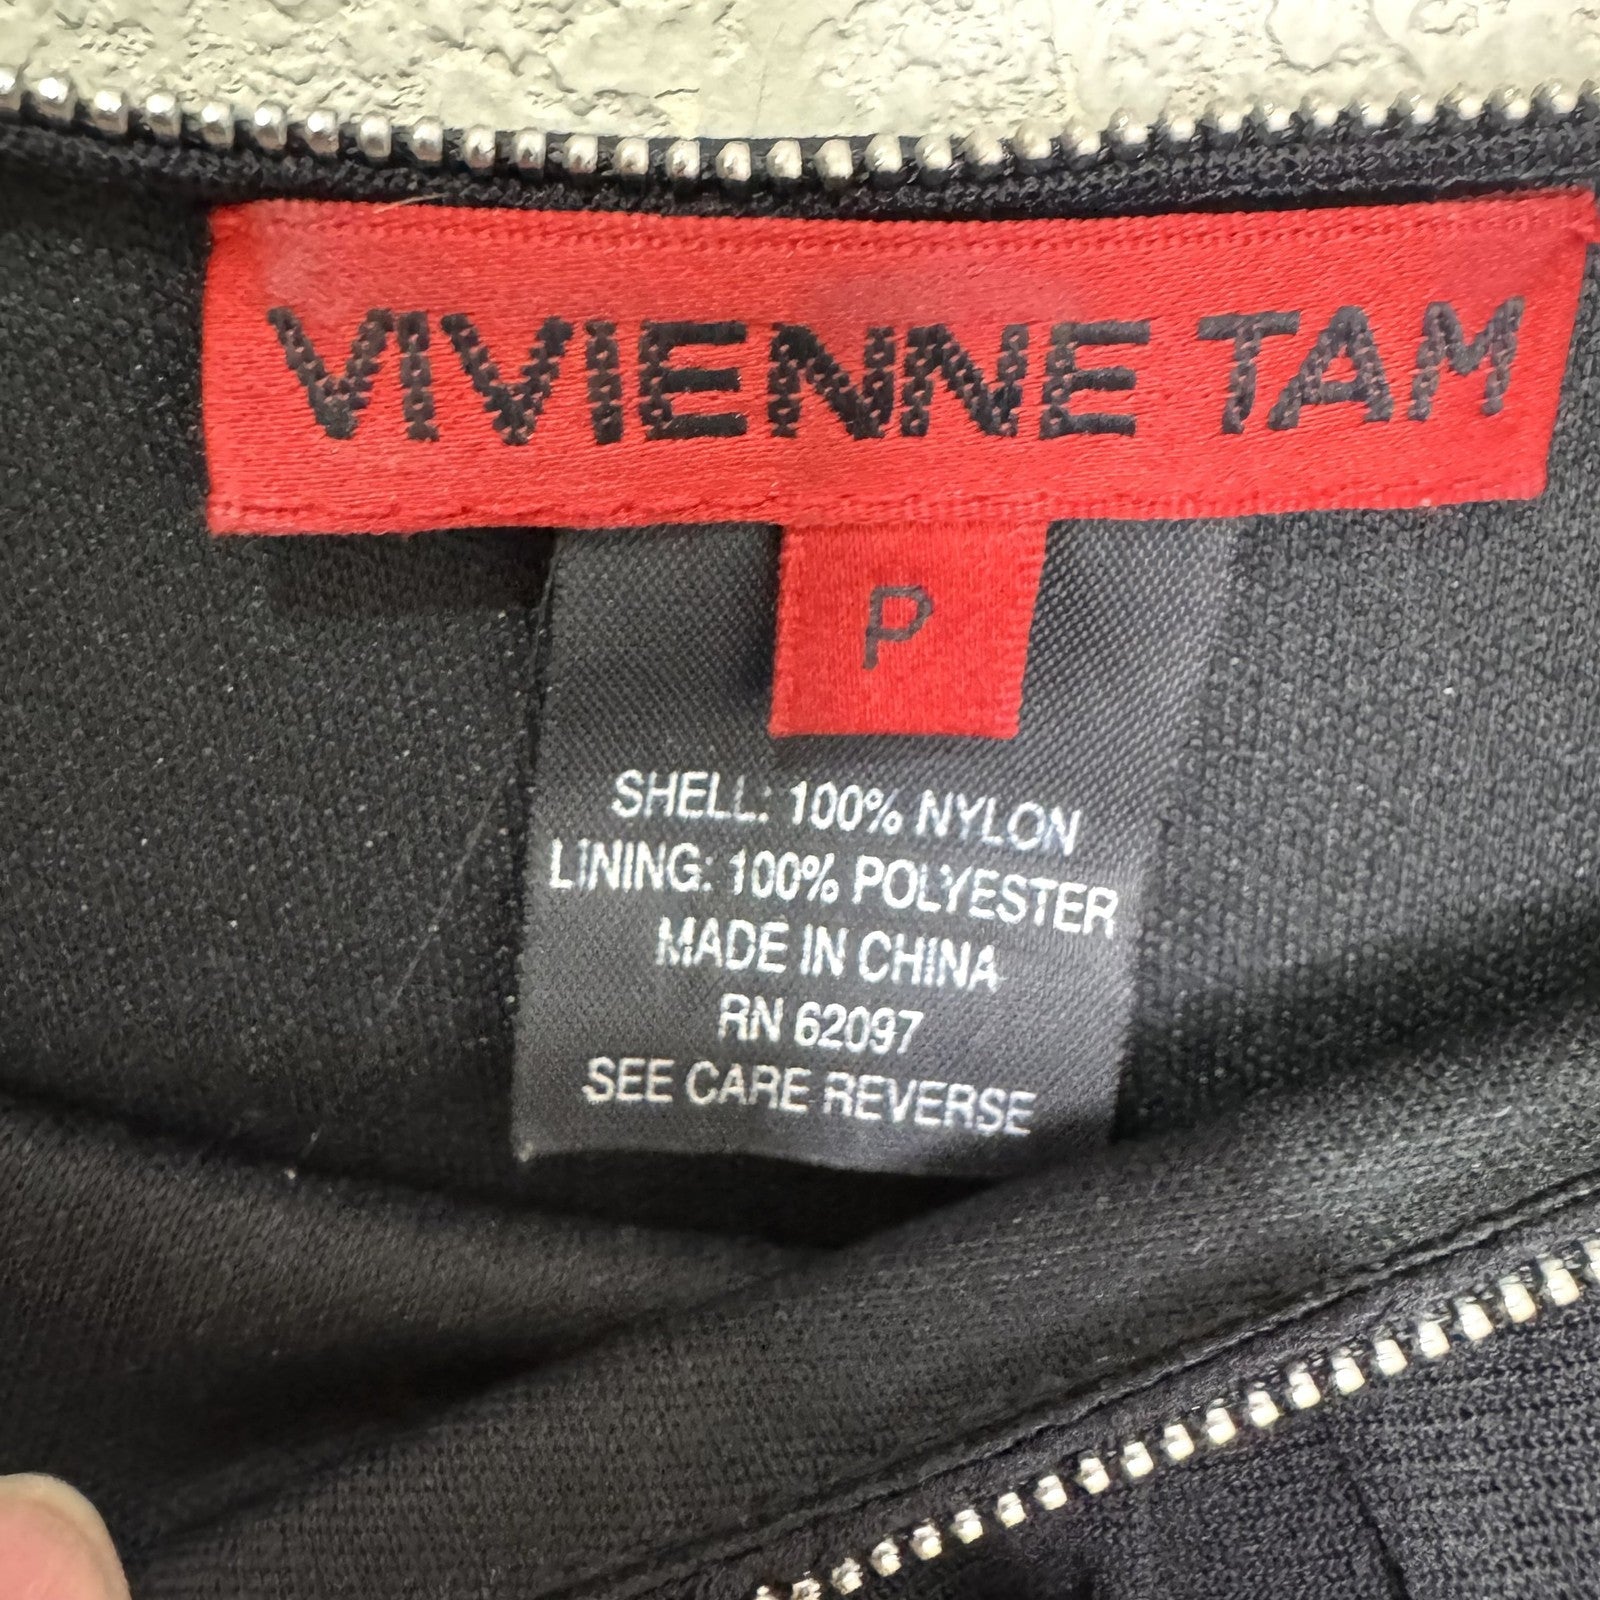 VIVIENNE TAM
P
SHELL: 100% NYLON
LINING: 100% POLYESTER
MADE IN CHINA
RN 62097
SEE CARE REVERSE